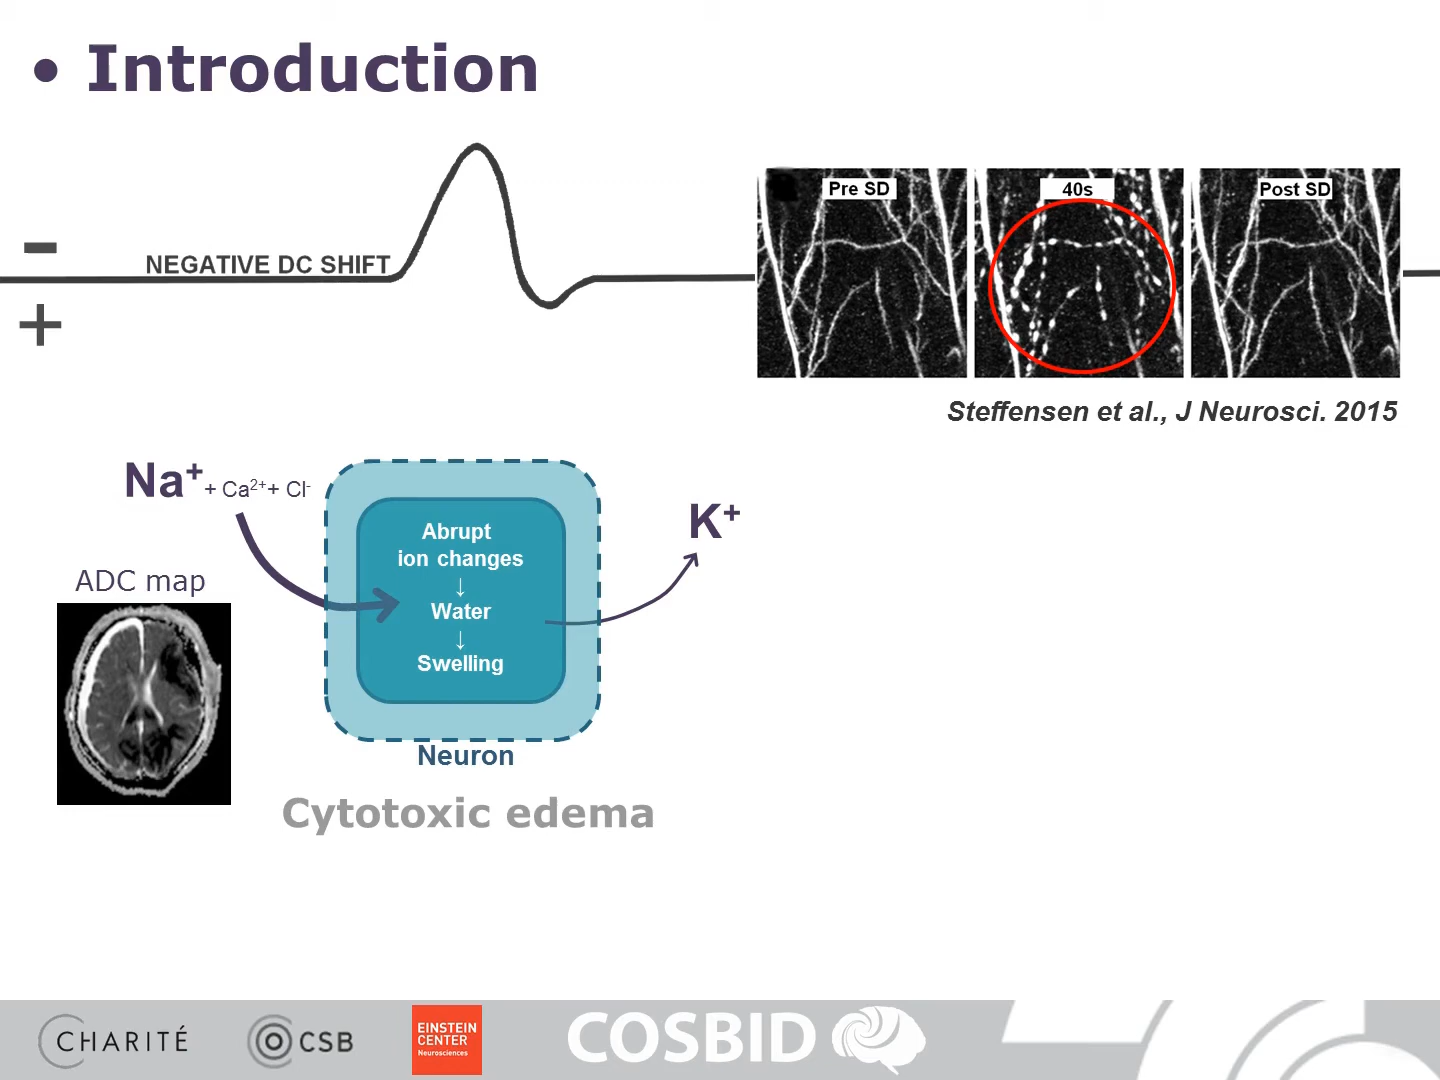 • Introduction
-
NEGATIVE DC SHIFT
+
Pre SD
40s
Post SD
Steffensen et al., J Neurosci. 2015
Na⁺ + Ca²⁺+ Cl⁻
K⁺
Abrupt
ion changes
↓
Water
↓
Swelling
ADC map
Neuron
Cytotoxic edema
CHARITÉ
CSB
EINSTEIN
CENTER
Neurosciences
COSBID